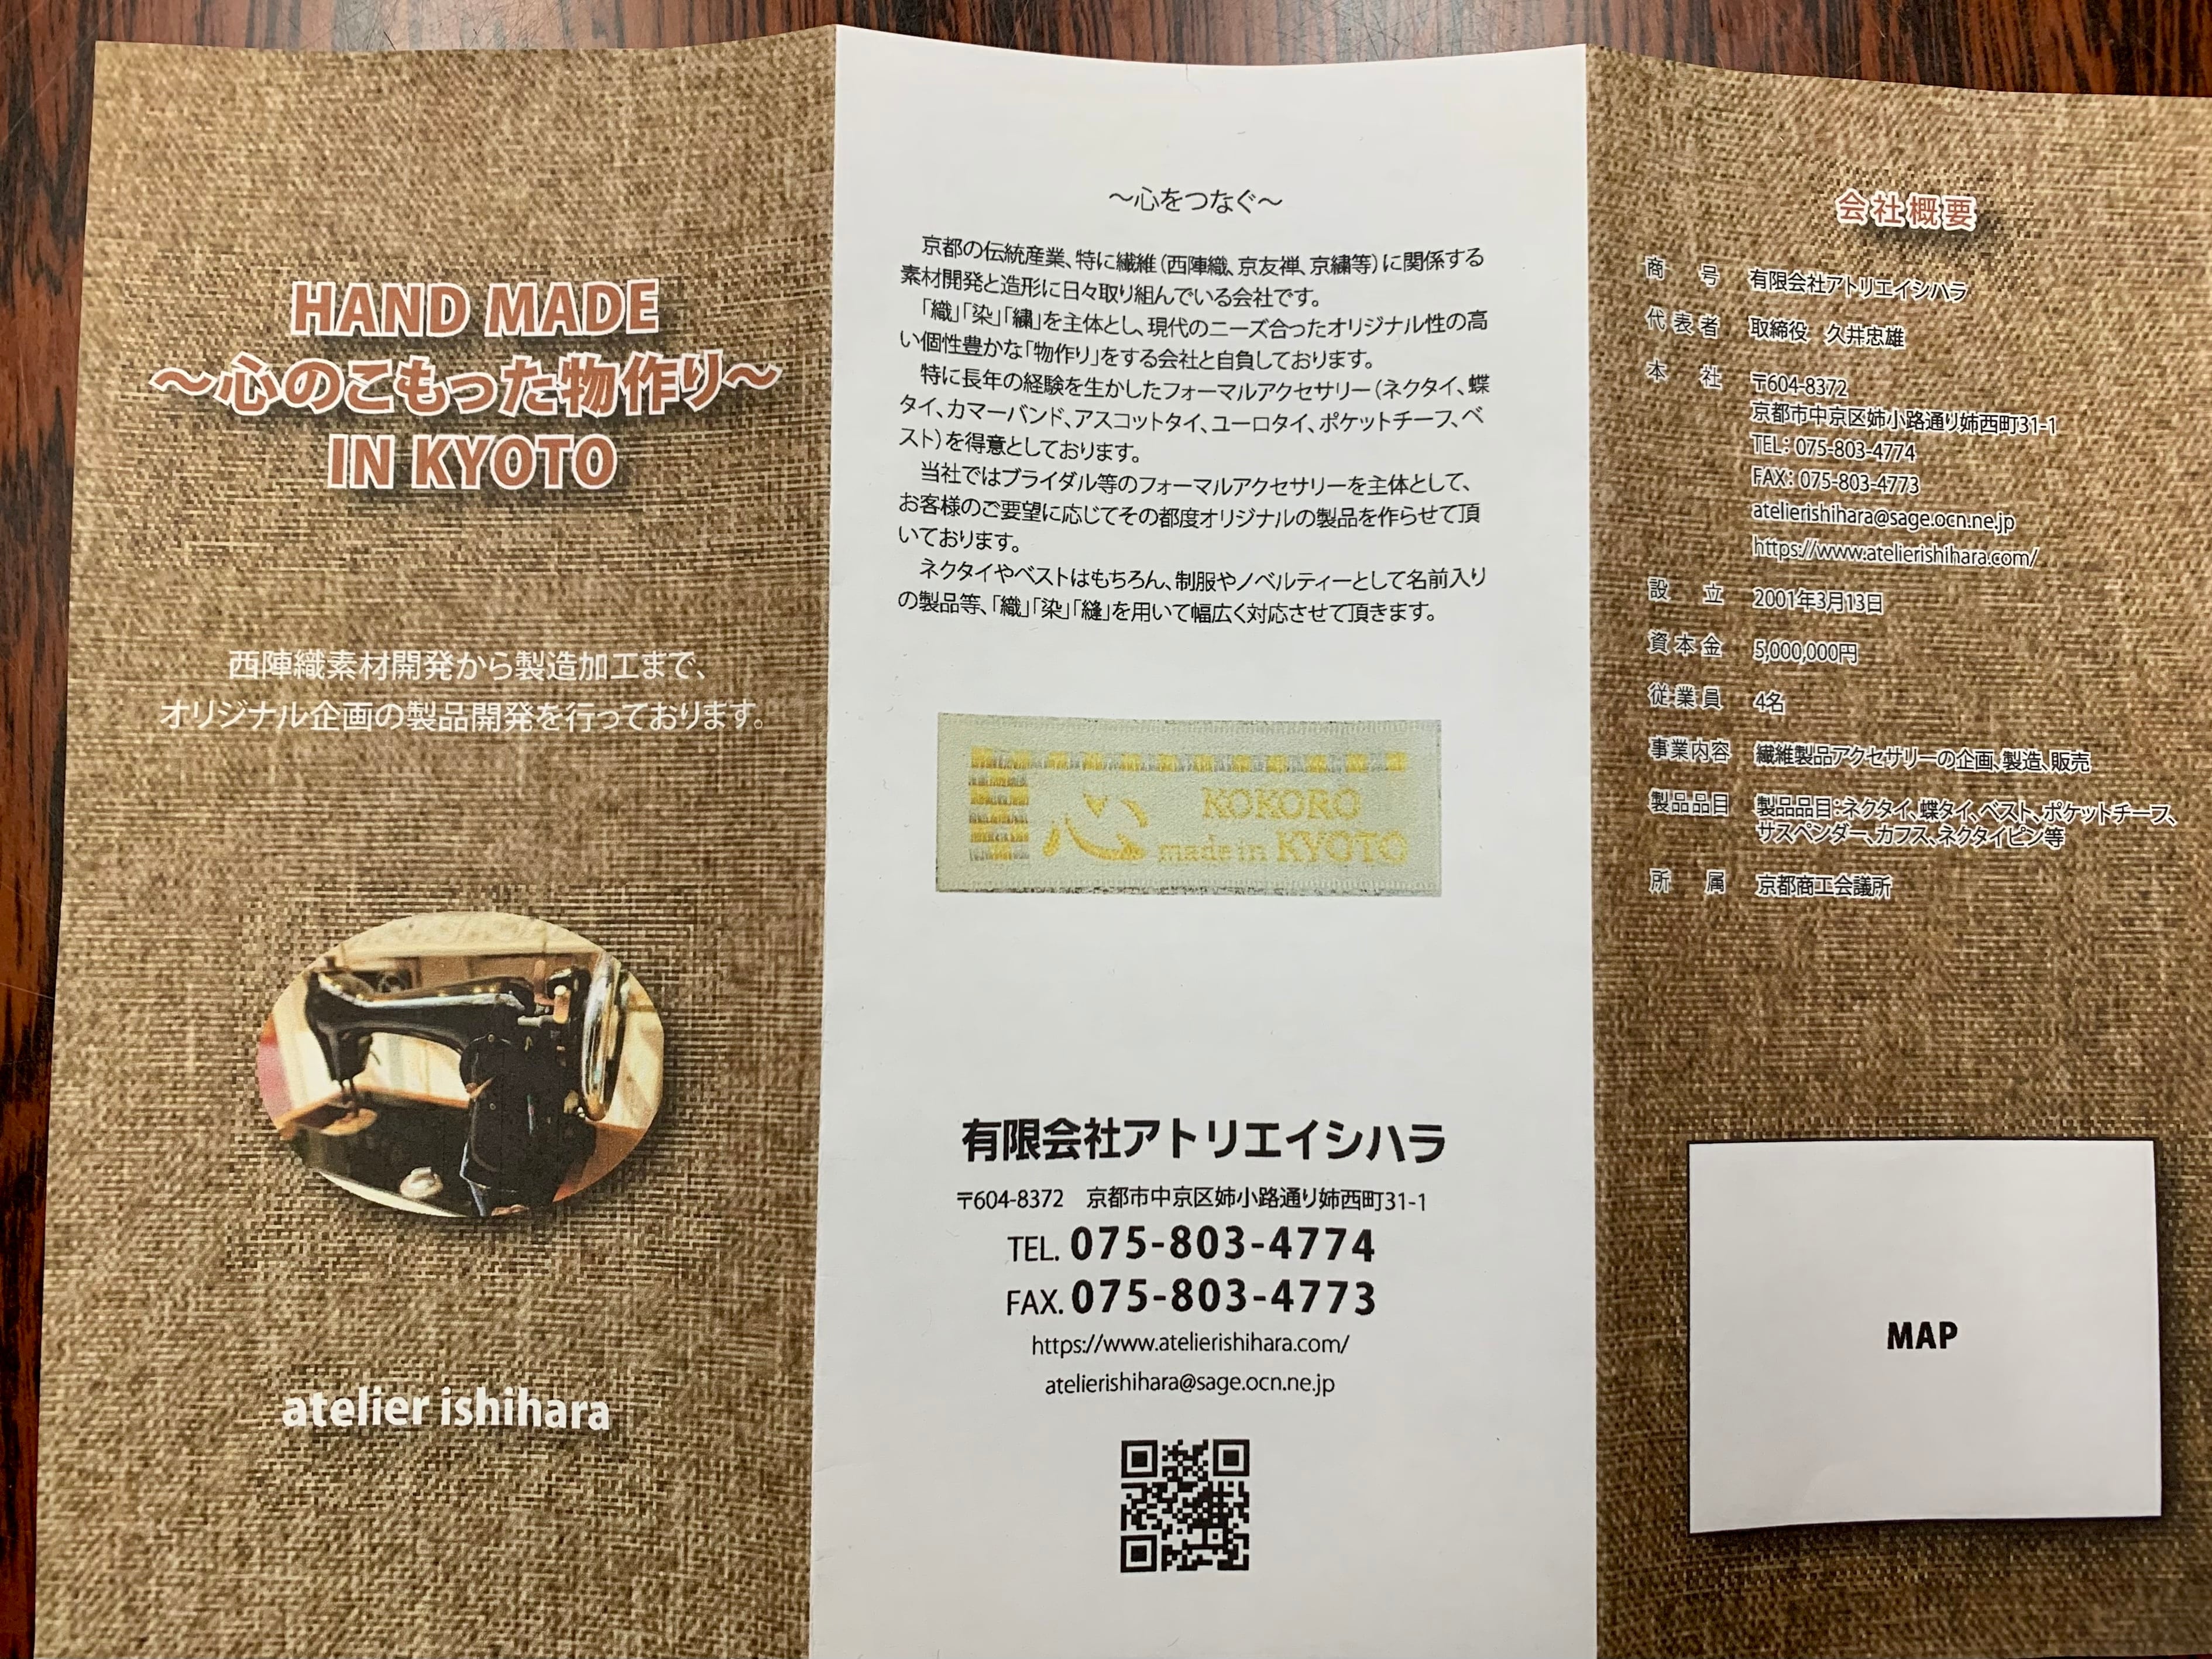 HAND MADE
〜心のこもった物作り〜
IN KYOTO
西陣織素材開発から製造加工まで、
オリジナル企画の製品開発を行っております。
atelier ishihara
〜心をつなぐ〜
京都の伝統産業、特に繊維（西陣織、京友禅、京繍等）に関係する
素材開発と造形に日々取り組んでいる会社です。
「織」「染」「繍」を主体とし、現代のニーズ合ったオリジナル性の高
い個性豊かな「物作り」をする会社と自負しております。
特に長年の経験を生かしたフォーマルアクセサリー（ネクタイ、蝶
タイ、カマーバンド、アスコットタイ、ユーロタイ、ポケットチーフ、ベ
スト）を得意としております。
当社ではブライダル等のフォーマルアクセサリーを主体として、
お客様のご要望に応じてその都度オリジナルの製品を作らせて頂
いております。
ネクタイやベストはもちろん、制服やノベルティーとして名前入り
の製品等、「織」「染」「縫」を用いて幅広く対応させて頂きます。
心 KOKORO
made in KYOTO
有限会社アトリエイシハラ
〒604-8372　京都市中京区姉小路通り姉西町31-1
TEL. 075-803-4774
FAX. 075-803-4773
https://www.atelierishihara.com/
atelierishihara@sage.ocn.ne.jp
会社概要
商　号　有限会社アトリエイシハラ
代表者　取締役　久井忠雄
本　社　〒604-8372
京都市中京区姉小路通り姉西町31-1
TEL：075-803-4774
FAX：075-803-4773
atelierishihara@sage.ocn.ne.jp
https://www.atelierishihara.com/
設　立　2001年3月13日
資本金　5,000,000円
従業員　4名
事業内容　繊維製品アクセサリーの企画、製造、販売
製品品目　製品品目：ネクタイ、蝶タイ、ベスト、ポケットチーフ、
サスペンダー、カフス、ネクタイピン等
所　属　京都商工会議所
MAP